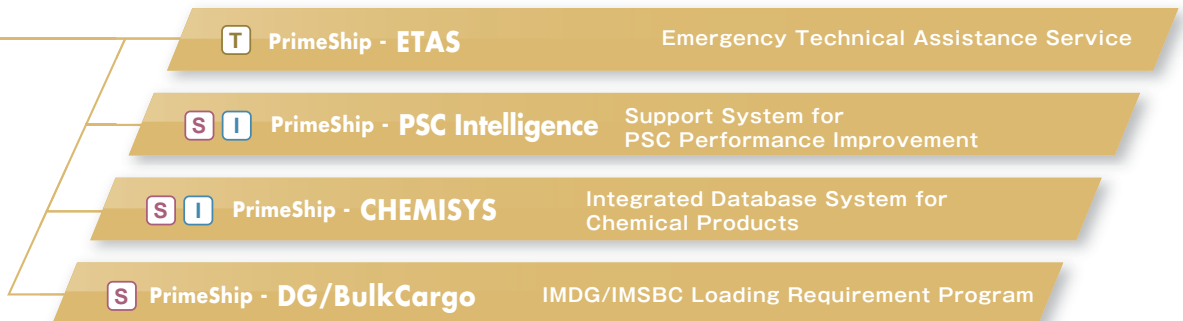 T PrimeShip - ETAS Emergency Technical Assistance Service
S I PrimeShip - PSC Intelligence Support System for
PSC Performance Improvement
S I PrimeShip - CHEMISYS Integrated Database System for
Chemical Products
S PrimeShip - DG/BulkCargo IMDG/IMSBC Loading Requirement Program